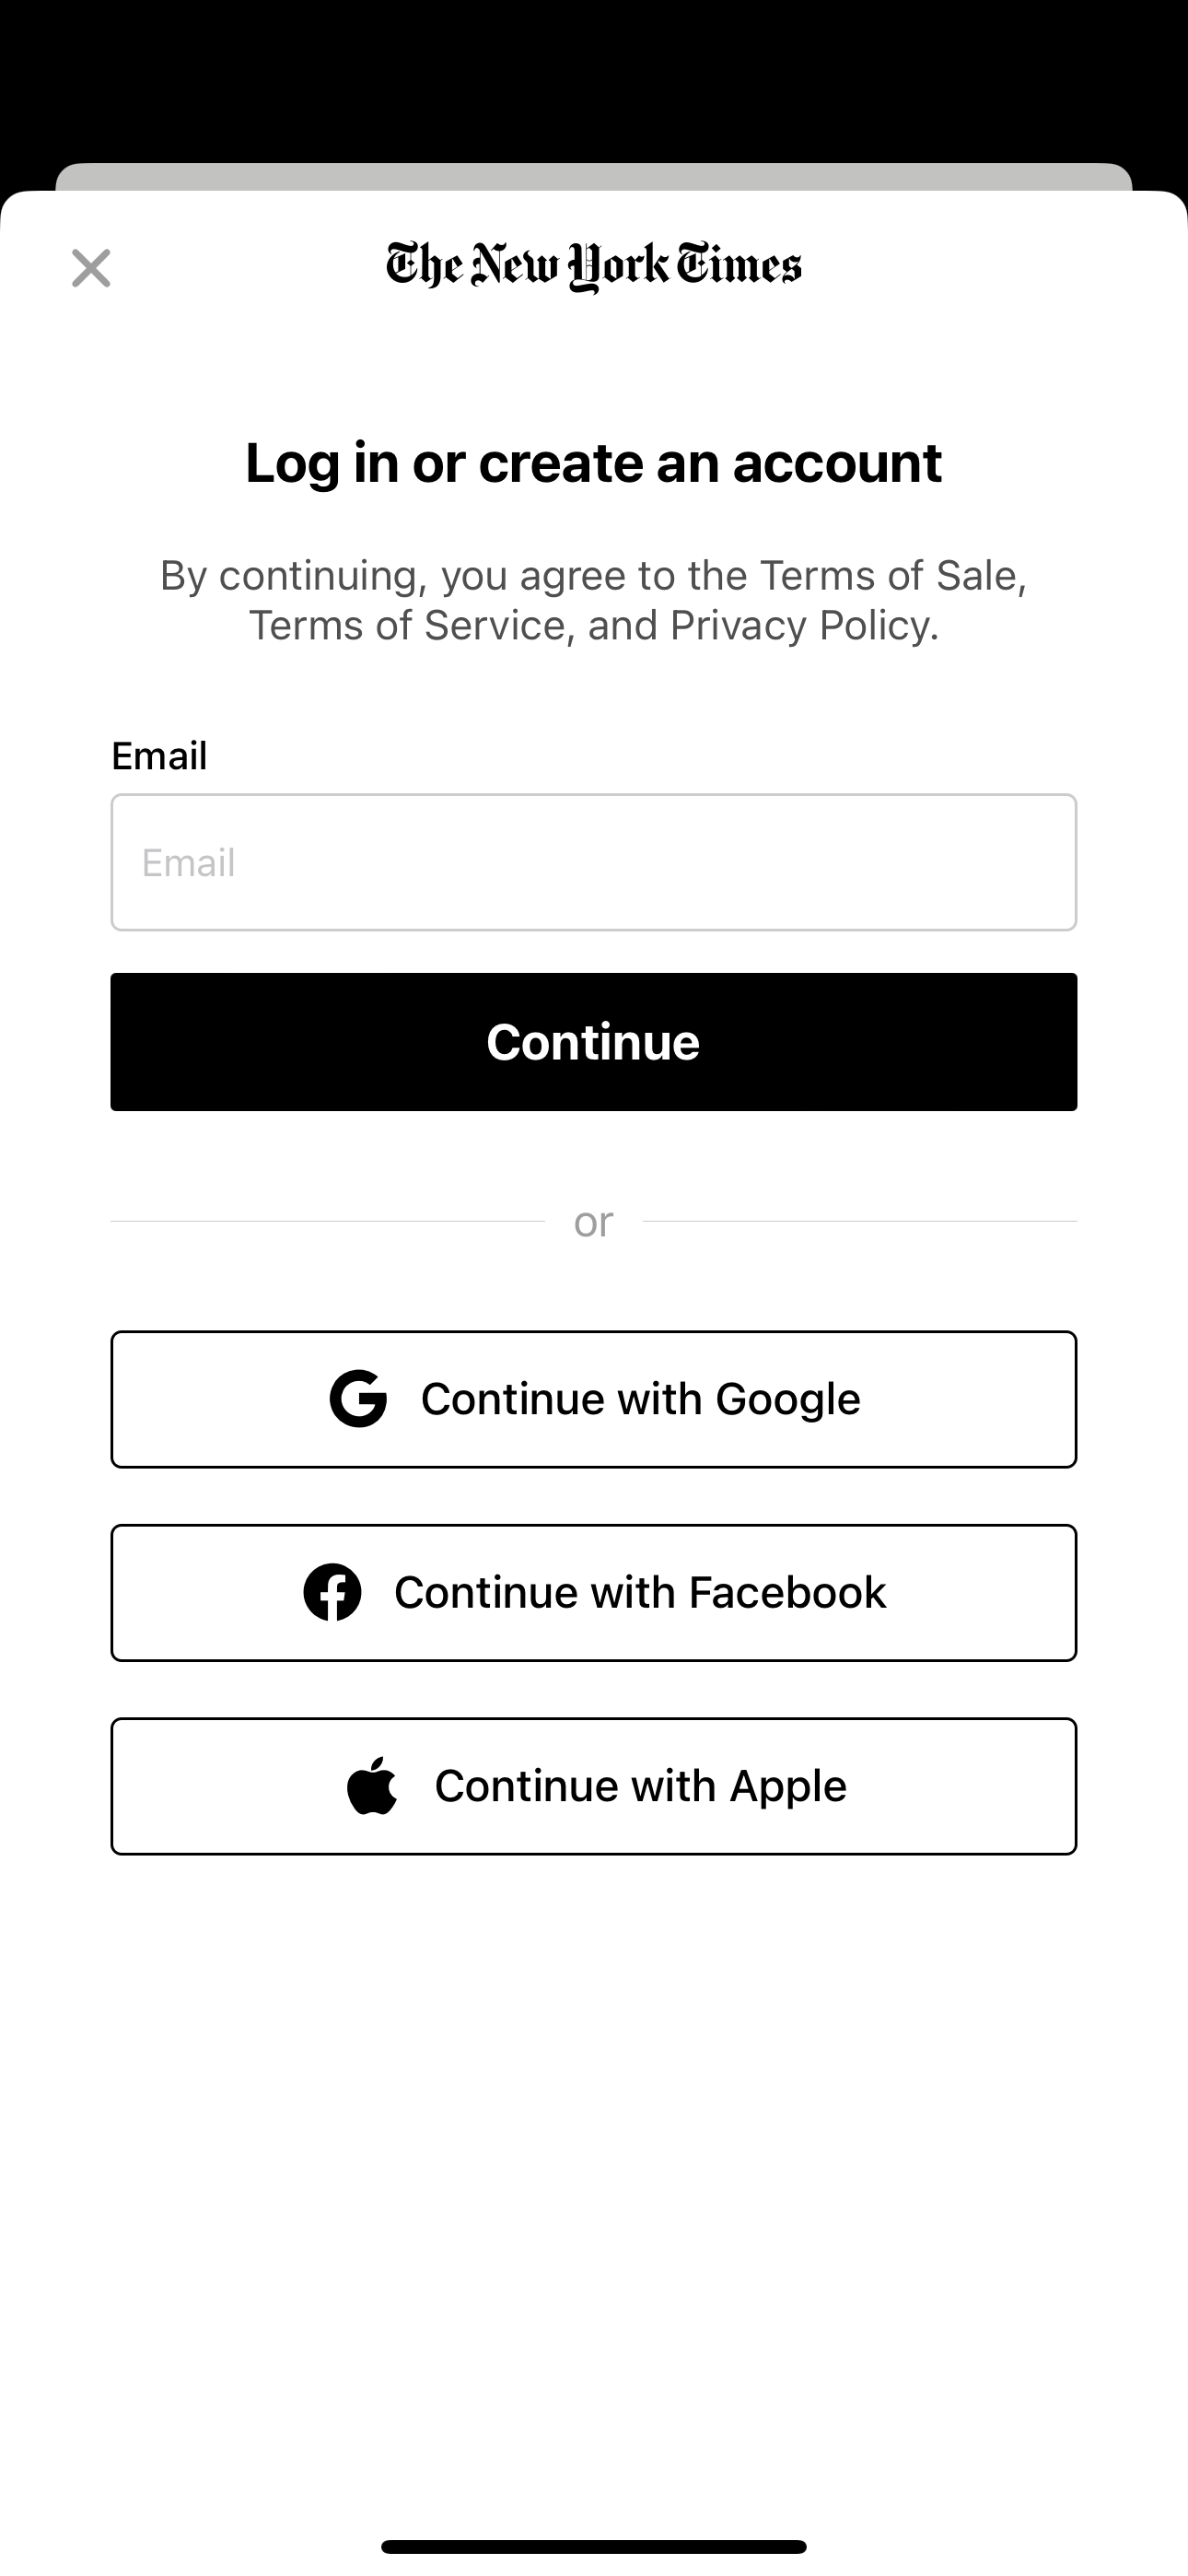 The New York Times
Log in or create an account
By continuing, you agree to the Terms of Sale,
Terms of Service, and Privacy Policy.
Email
Email
Continue
or
Continue with Google
Continue with Facebook
Continue with Apple